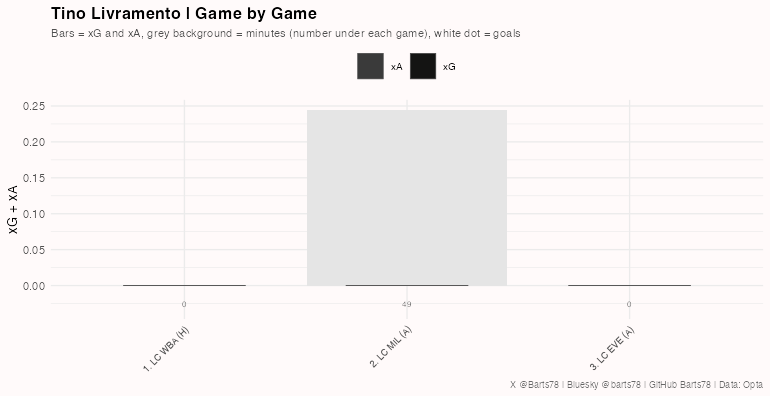 Tino Livramento | Game by Game
Bars = xG and xA, grey background = minutes (number under each game), white dot = goals
xA xG
xG + xA
0.25
0.20
0.15
0.10
0.05
0.00
0 49 0
1. LC WBA (H) 2. LC MIL (A) 3. LC EVE (A)
X @Barts78 | Bluesky @barts78 | GitHub Barts78 | Data: Opta